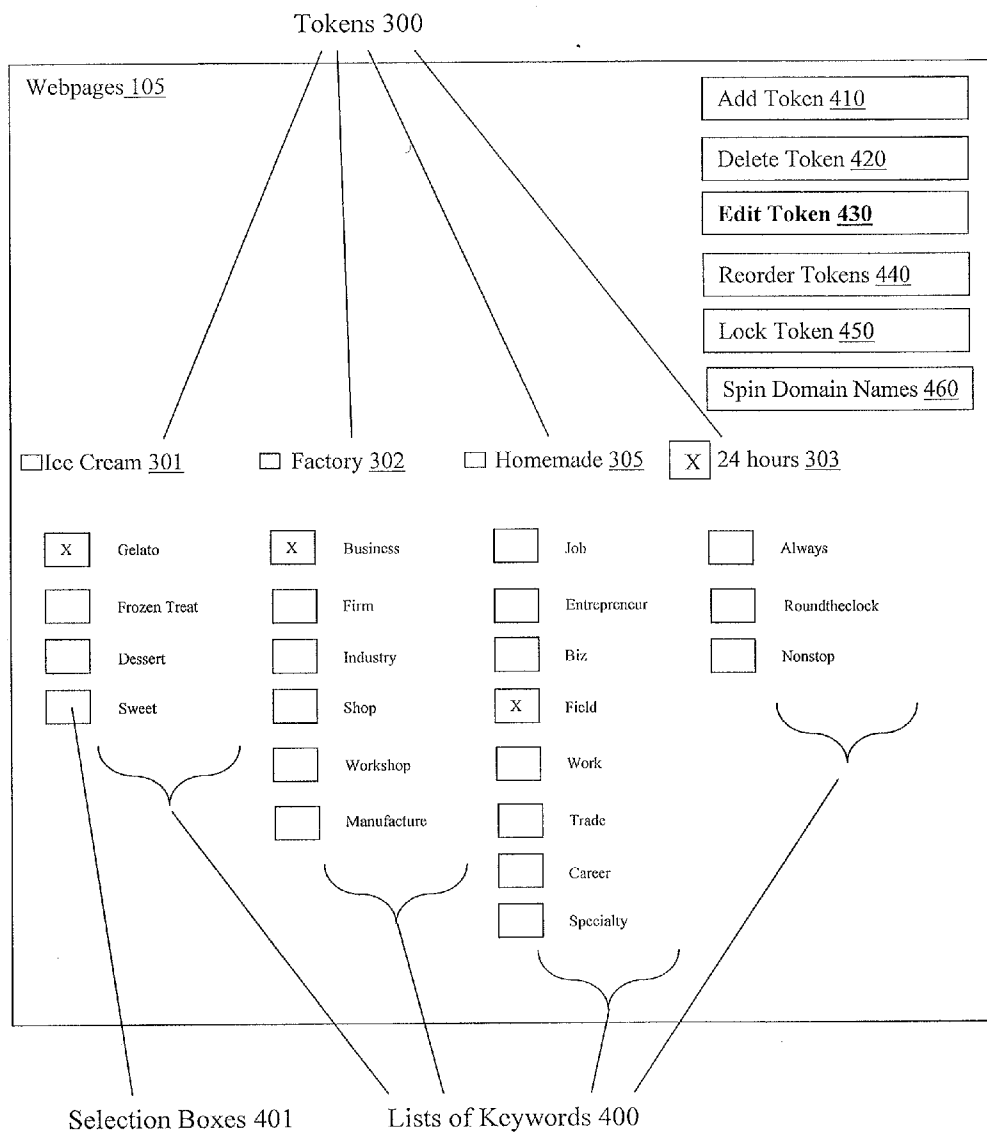 Tokens 300
Webpages 105
Add Token 410
Delete Token 420
Edit Token 430
Reorder Tokens 440
Lock Token 450
Spin Domain Names 460
Ice Cream 301 Factory 302 Homemade 305 X 24 hours 303
X Gelato X Business Job Always
Frozen Treat Firm Entrepreneur Roundtheclock
Dessert Industry Biz Nonstop
Sweet Shop X Field
Workshop Work
Manufacture Trade
Career
Specialty
Selection Boxes 401 Lists of Keywords 400